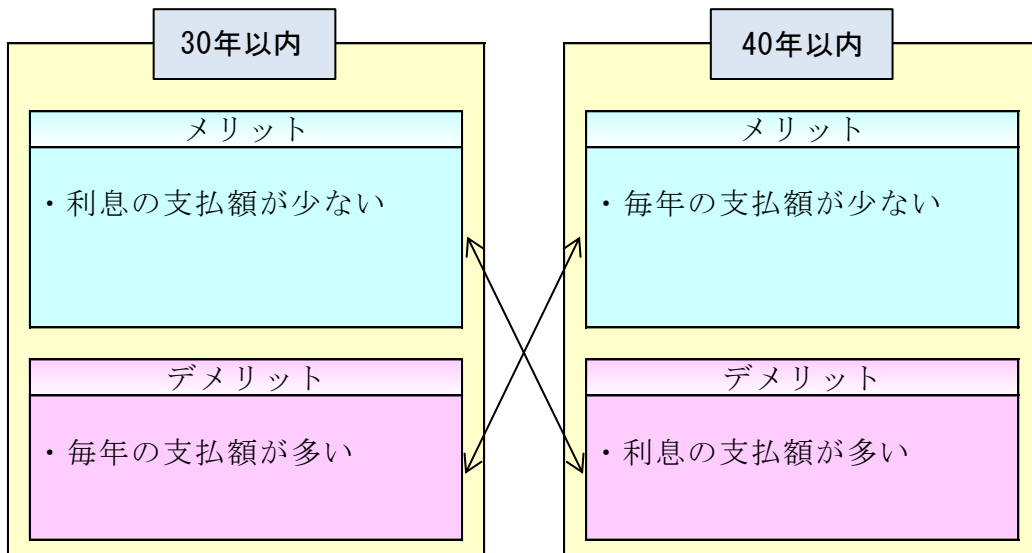 30年以内
メリット
・利息の支払額が少ない
デメリット
・毎年の支払額が多い
40年以内
メリット
・毎年の支払額が少ない
デメリット
・利息の支払額が多い